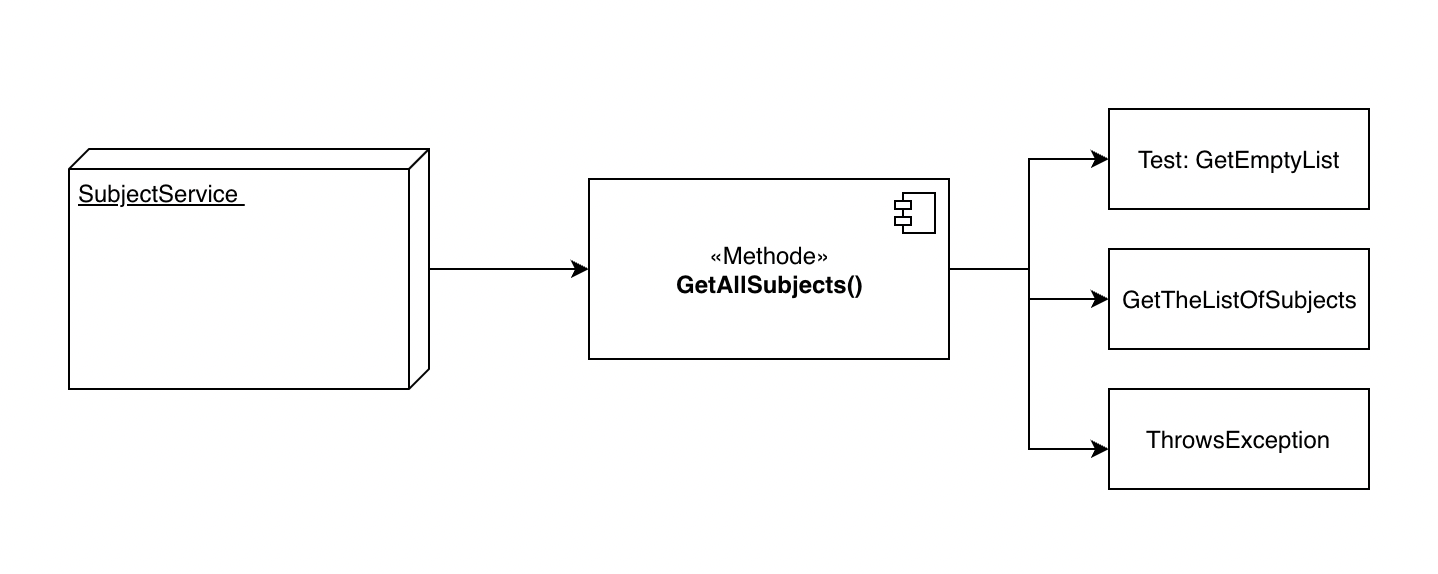 SubjectService
«Methode»
GetAllSubjects()
Test: GetEmptyList
GetTheListOfSubjects
ThrowsException